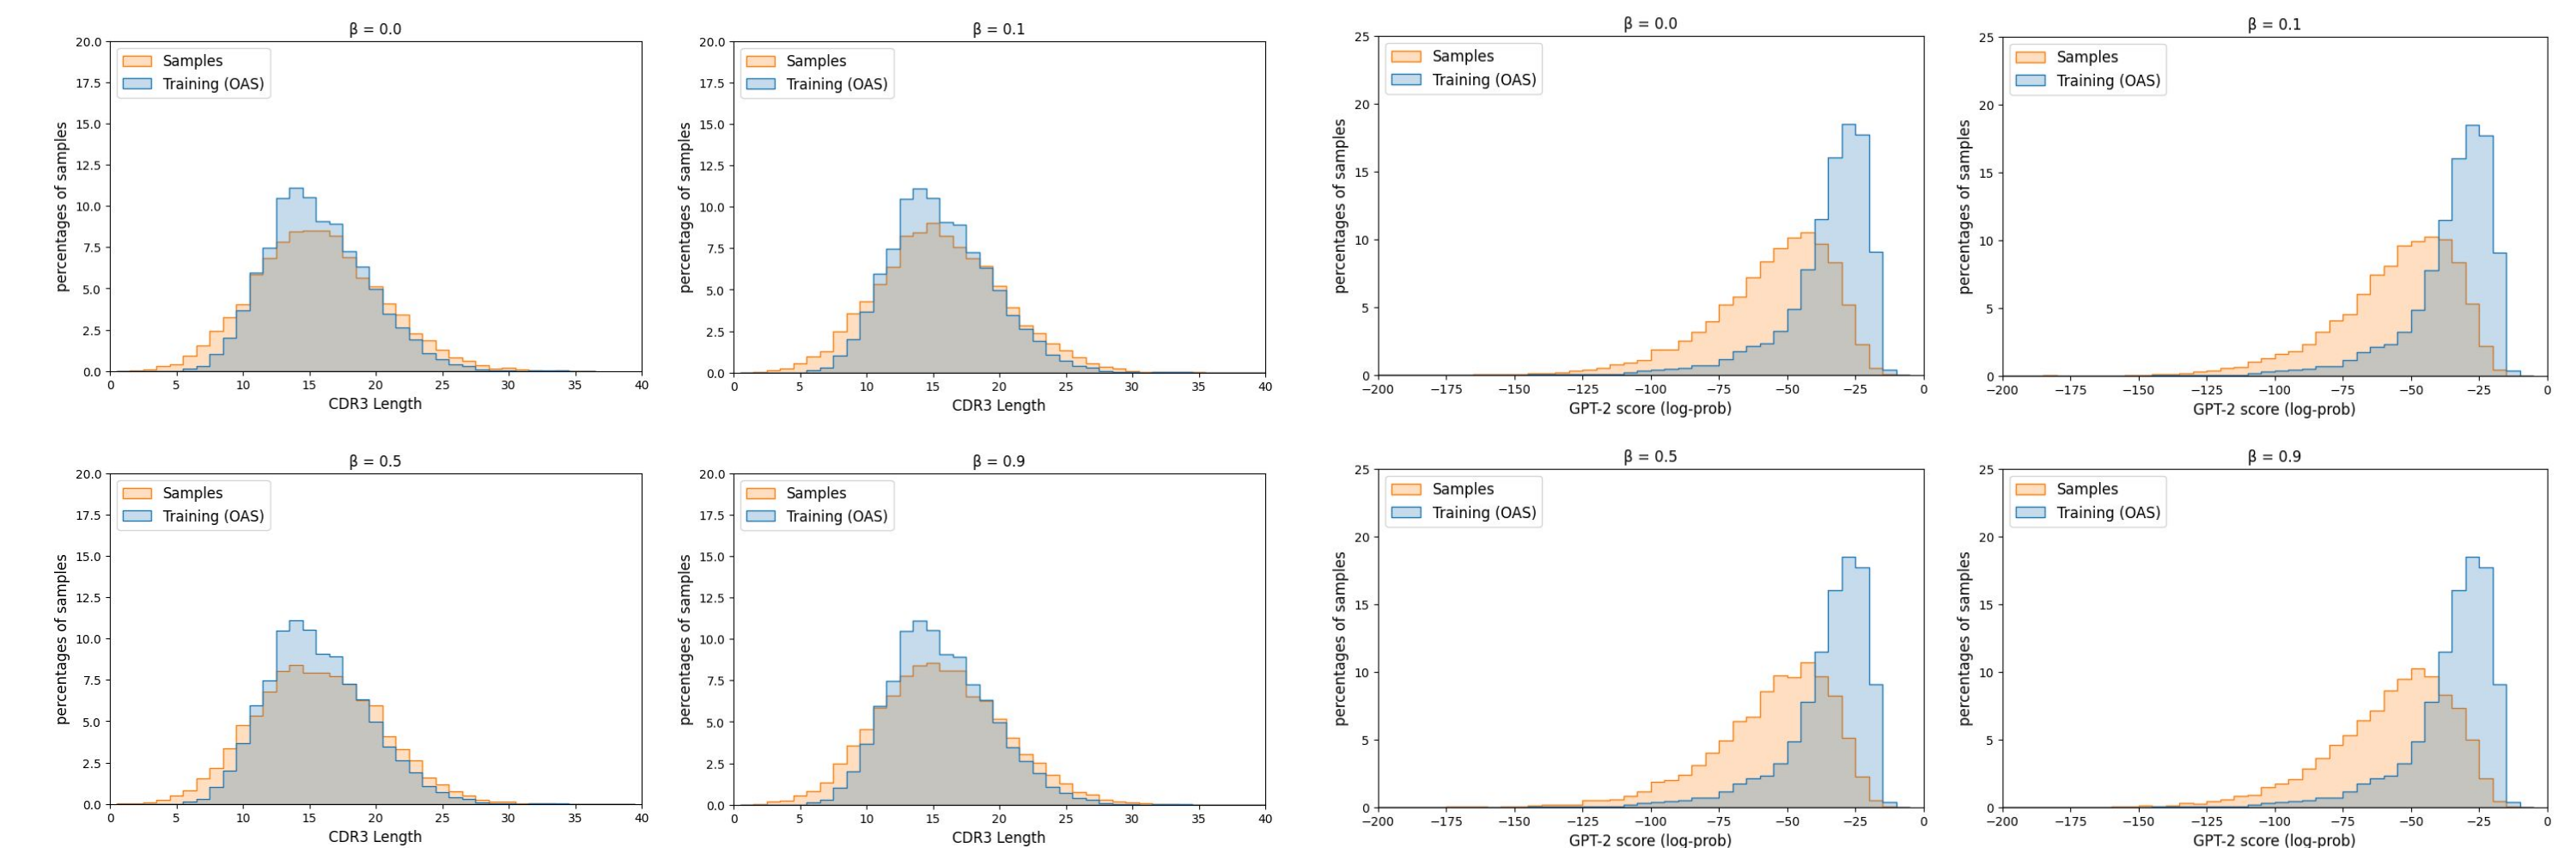 β = 0.0
20.0
17.5
15.0
12.5
10.0
7.5
5.0
2.5
0.0
percentages of samples
Samples
Training (OAS)
0 5 10 15 20 25 30 35 40
CDR3 Length
β = 0.1
20.0
17.5
15.0
12.5
10.0
7.5
5.0
2.5
0.0
percentages of samples
Samples
Training (OAS)
0 5 10 15 20 25 30 35 40
CDR3 Length
β = 0.0
25
20
15
10
5
0
percentages of samples
Samples
Training (OAS)
−200 −175 −150 −125 −100 −75 −50 −25 0
GPT-2 score (log-prob)
β = 0.1
25
20
15
10
5
0
percentages of samples
Samples
Training (OAS)
−200 −175 −150 −125 −100 −75 −50 −25 0
GPT-2 score (log-prob)
β = 0.5
20.0
17.5
15.0
12.5
10.0
7.5
5.0
2.5
0.0
percentages of samples
Samples
Training (OAS)
0 5 10 15 20 25 30 35 40
CDR3 Length
β = 0.9
20.0
17.5
15.0
12.5
10.0
7.5
5.0
2.5
0.0
percentages of samples
Samples
Training (OAS)
0 5 10 15 20 25 30 35 40
CDR3 Length
β = 0.5
25
20
15
10
5
0
percentages of samples
Samples
Training (OAS)
−200 −175 −150 −125 −100 −75 −50 −25 0
GPT-2 score (log-prob)
β = 0.9
25
20
15
10
5
0
percentages of samples
Samples
Training (OAS)
−200 −175 −150 −125 −100 −75 −50 −25 0
GPT-2 score (log-prob)